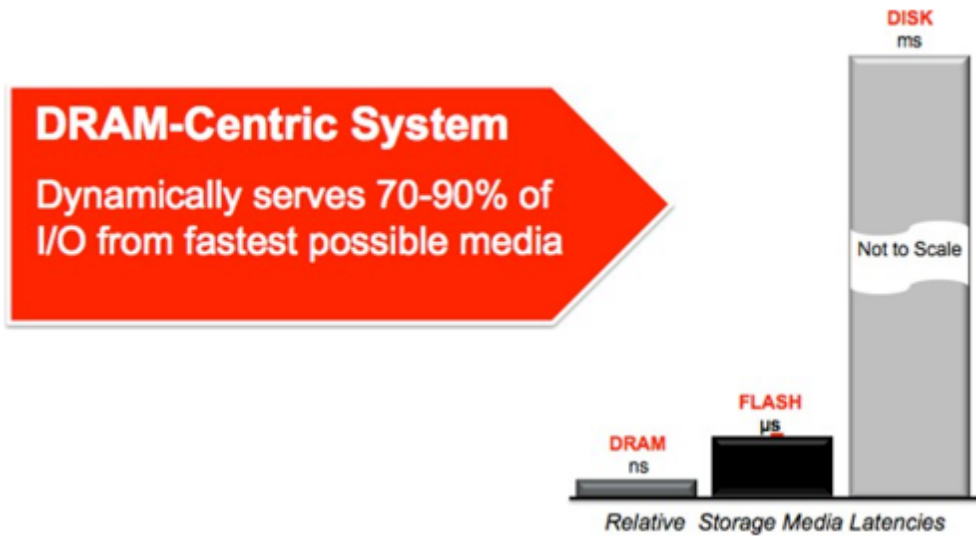 DRAM-Centric System
Dynamically serves 70-90% of
I/O from fastest possible media
DISK
ms
Not to Scale
FLASH
µs
DRAM
ns
Relative Storage Media Latencies